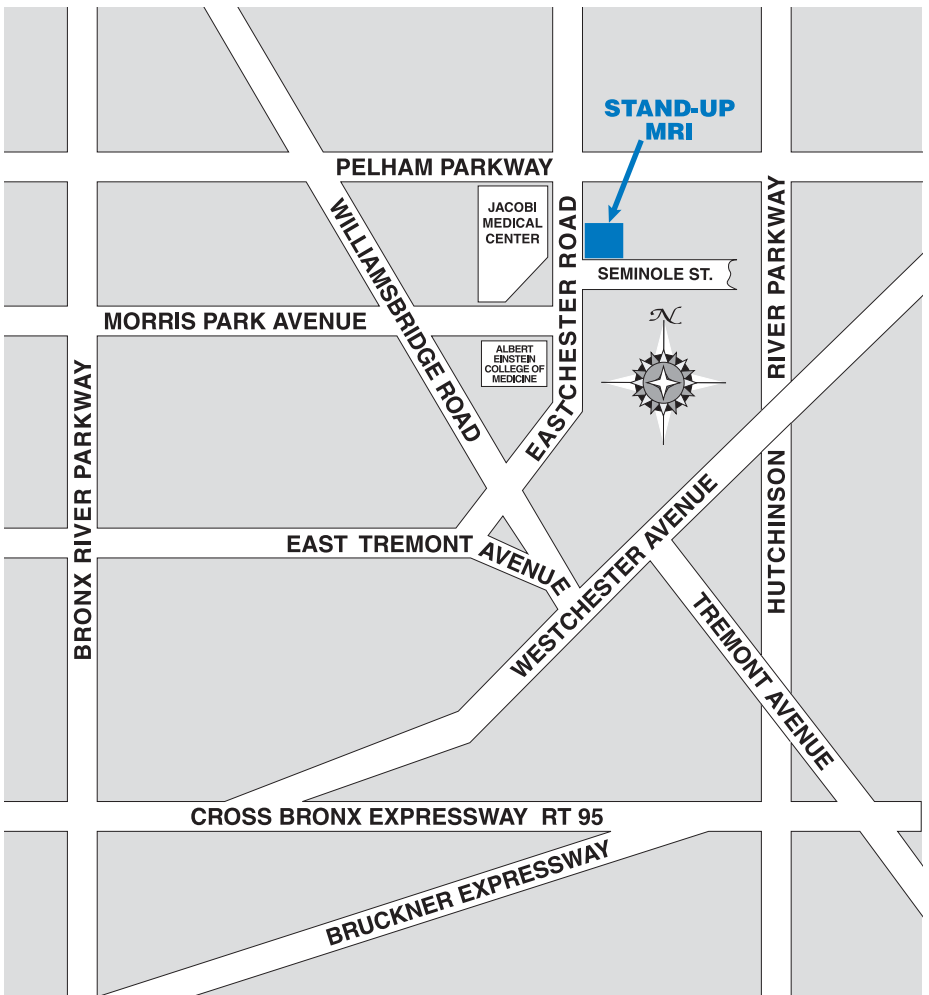 STAND-UP
MRI
PELHAM PARKWAY
JACOBI
MEDICAL
CENTER
EASTCHESTER ROAD
WILLIAMSBRIDGE ROAD
SEMINOLE ST.
HUTCHINSON RIVER PARKWAY
N
MORRIS PARK AVENUE
ALBERT
EINSTEIN
COLLEGE OF
MEDICINE
BRONX RIVER PARKWAY
EAST TREMONT AVENUE
WESTCHESTER AVENUE
TREMONT AVENUE
CROSS BRONX EXPRESSWAY RT 95
BRUCKNER EXPRESSWAY